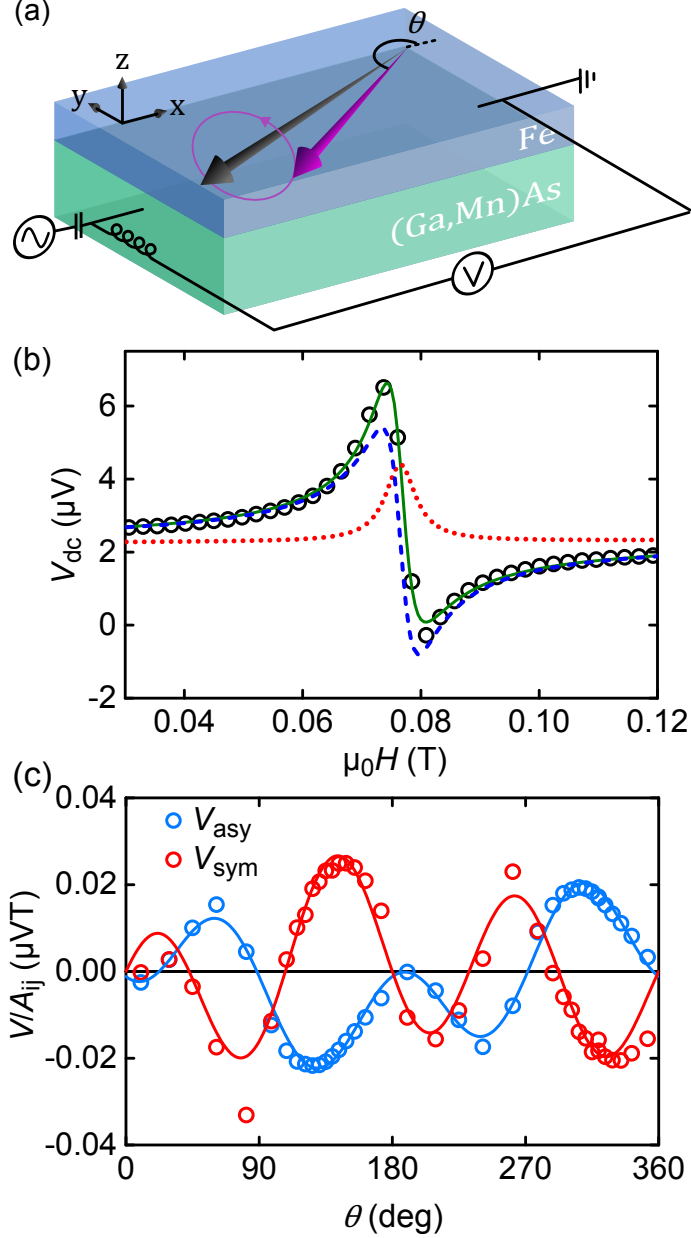 (a)
θ
z
y
x
Fe
(Ga,Mn)As
V
(b)
6
4
2
0
-2
V_dc (µV)
0.04 0.06 0.08 0.10 0.12
µ₀H (T)
(c)
0.04
0.02
0.00
-0.02
-0.04
V/A_ij (µVT)
V_asy
V_sym
0 90 180 270 360
θ (deg)